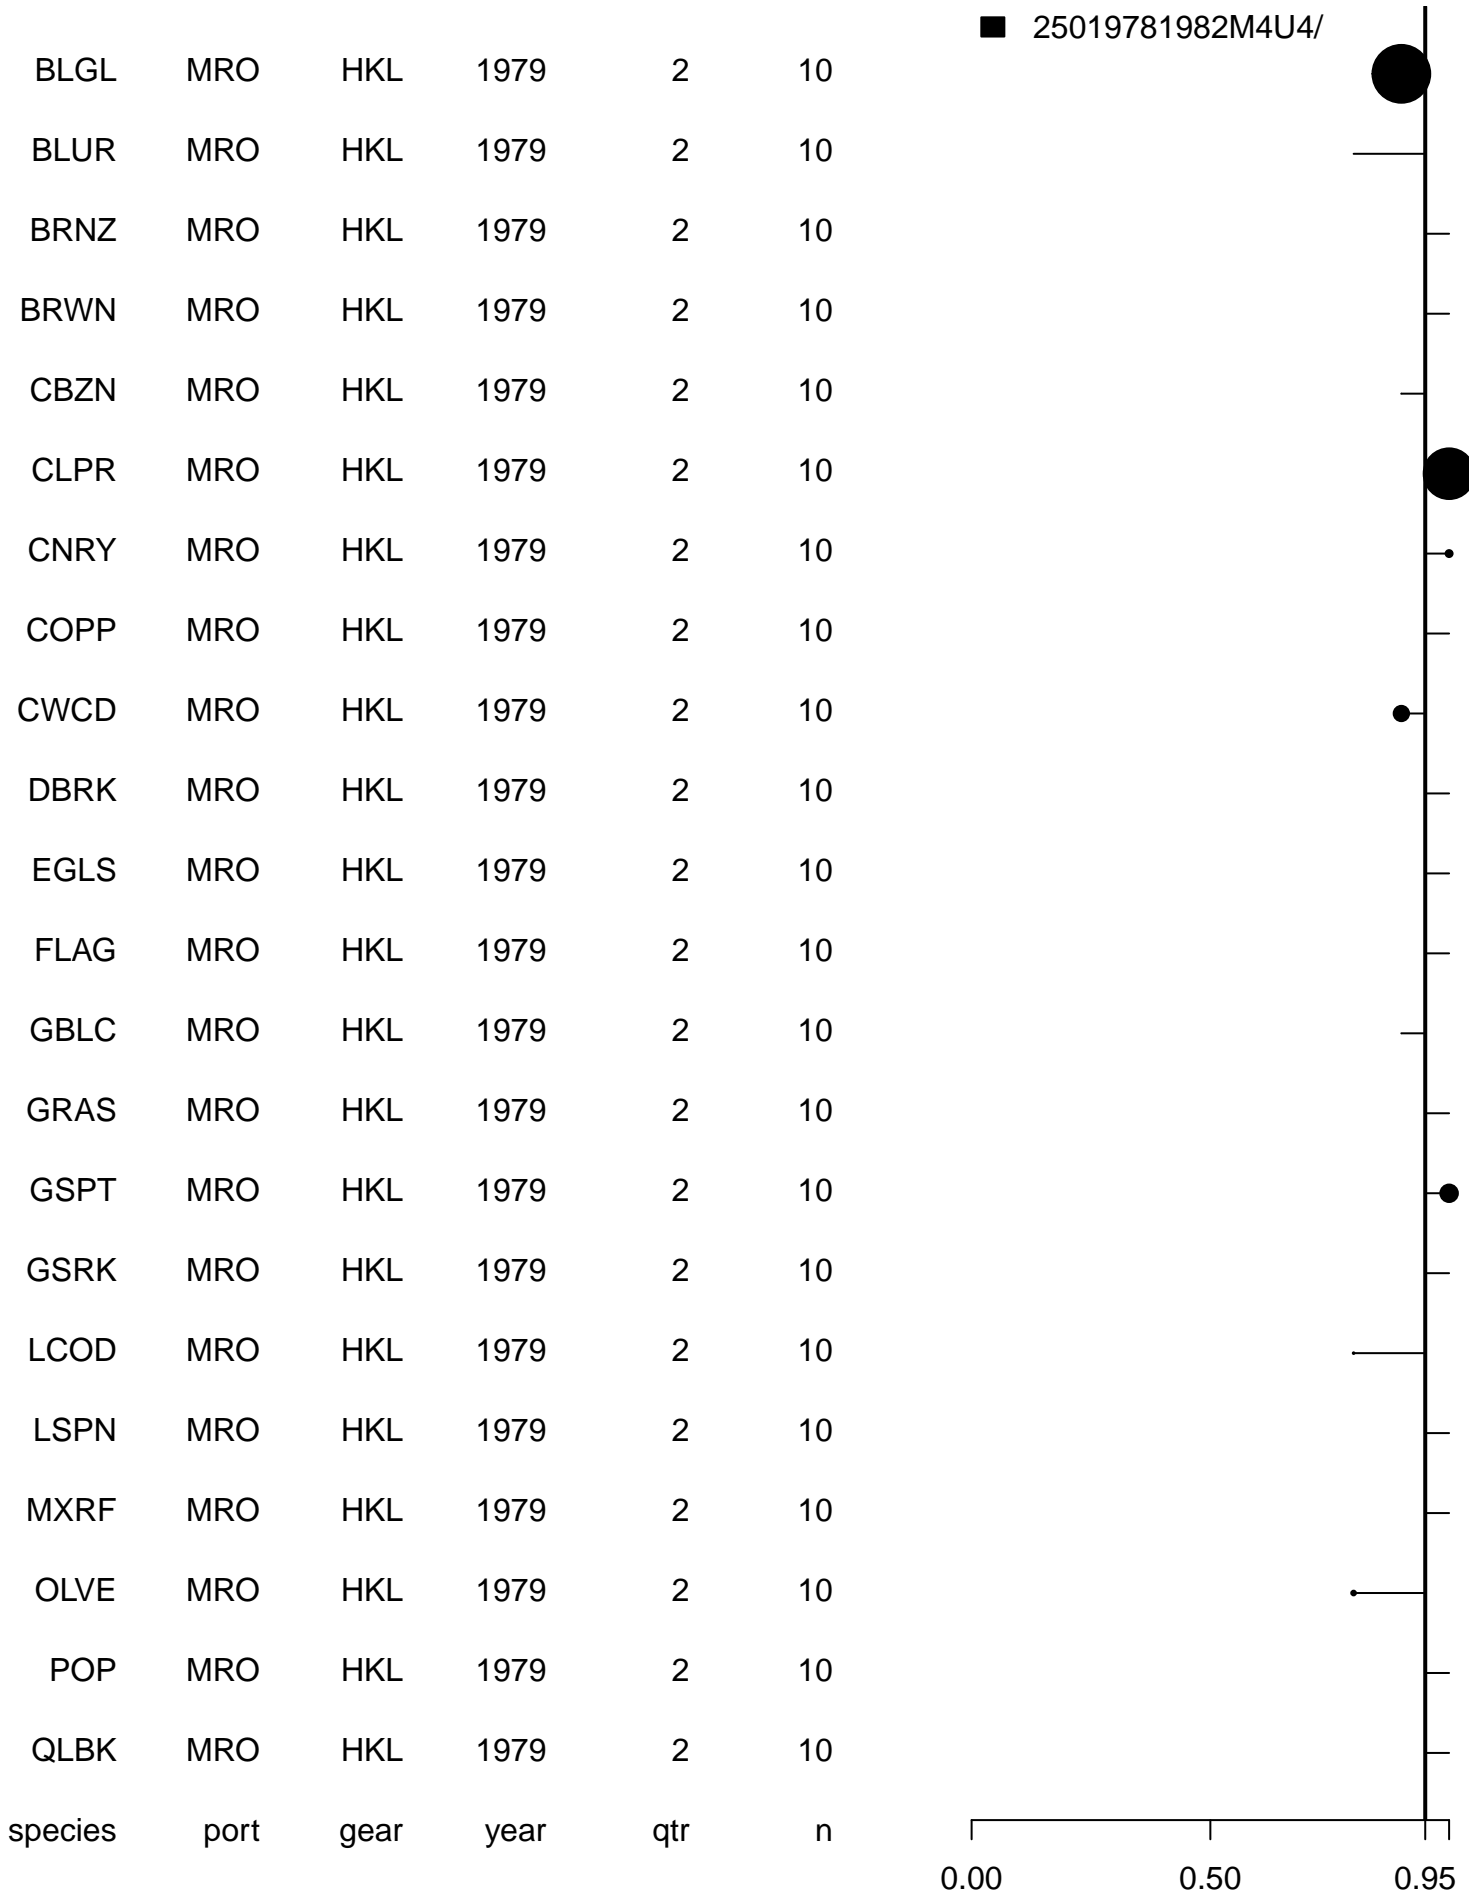 25019781982M4U4/
BLGL MRO HKL 1979 2 10
BLUR MRO HKL 1979 2 10
BRNZ MRO HKL 1979 2 10
BRWN MRO HKL 1979 2 10
CBZN MRO HKL 1979 2 10
CLPR MRO HKL 1979 2 10
CNRY MRO HKL 1979 2 10
COPP MRO HKL 1979 2 10
CWCD MRO HKL 1979 2 10
DBRK MRO HKL 1979 2 10
EGLS MRO HKL 1979 2 10
FLAG MRO HKL 1979 2 10
GBLC MRO HKL 1979 2 10
GRAS MRO HKL 1979 2 10
GSPT MRO HKL 1979 2 10
GSRK MRO HKL 1979 2 10
LCOD MRO HKL 1979 2 10
LSPN MRO HKL 1979 2 10
MXRF MRO HKL 1979 2 10
OLVE MRO HKL 1979 2 10
POP MRO HKL 1979 2 10
QLBK MRO HKL 1979 2 10
species port gear year qtr n
0.00 0.50 0.95